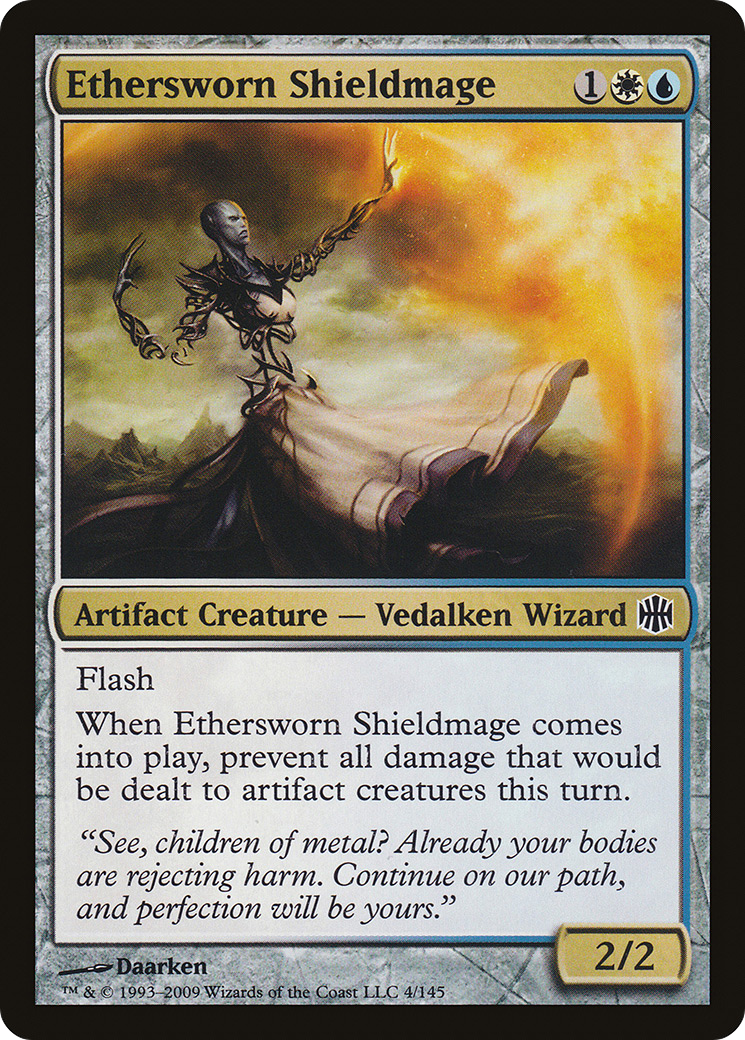 Ethersworn Shieldmage 1
Artifact Creature — Vedalken Wizard
Flash
When Ethersworn Shieldmage comes
into play, prevent all damage that would
be dealt to artifact creatures this turn.
“See, children of metal? Already your bodies
are rejecting harm. Continue on our path,
and perfection will be yours.”
2/2
Daarken
™ & © 1993–2009 Wizards of the Coast LLC 4/145